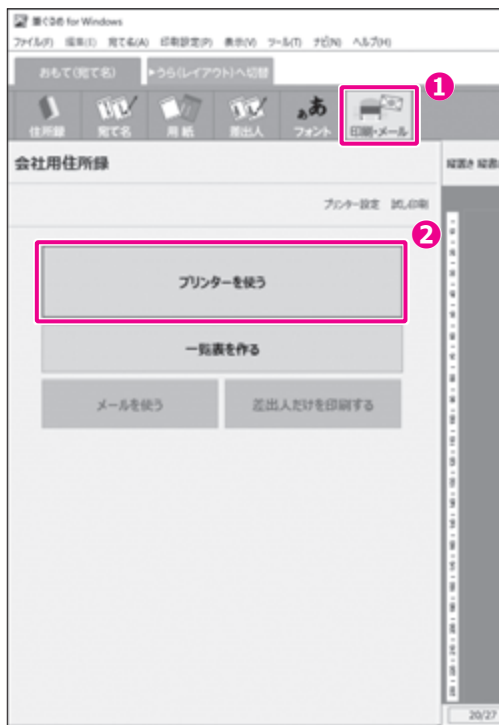 筆ぐるめ for Windows
ファイル(F) 編集(E) 宛て名(A) 印刷設定(P) 表示(V) ツール(T) ナビ(N) ヘルプ(H)
おもて(宛て名) ▶うら(レイアウト)へ切替
1
住所録 宛て名 用紙 差出人 フォント 印刷・メール
会社用住所録
縦書き
プリンター設定 試し印刷
2
プリンターを使う
一覧表を作る
メールを使う 差出人だけを印刷する
20/27